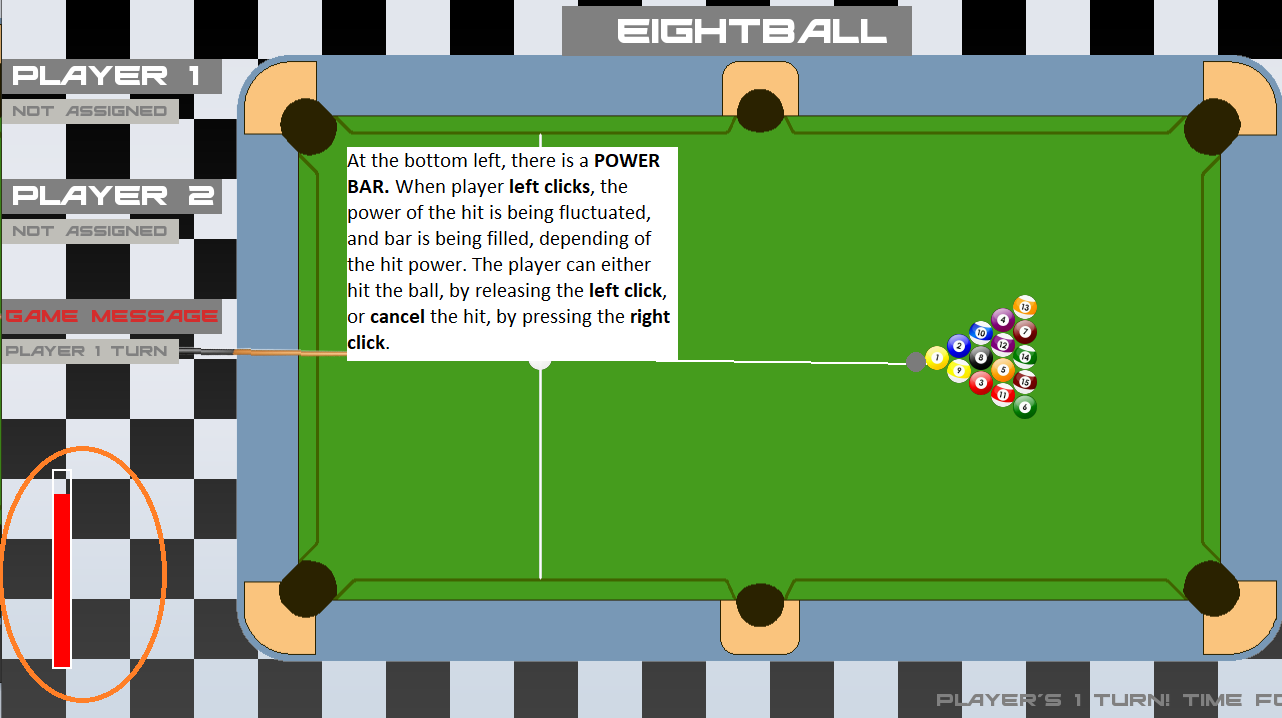 EIGHTBALL
PLAYER 1
NOT ASSIGNED
PLAYER 2
NOT ASSIGNED
GAME MESSAGE
PLAYER 1 TURN
At the bottom left, there is a POWER
BAR. When player left clicks, the
power of the hit is being fluctuated,
and bar is being filled, depending of
the hit power. The player can either
hit the ball, by releasing the left click,
or cancel the hit, by pressing the right
click.
13
4
10
7
2
12
1
8
14
9
5
3
15
11
6
PLAYER'S 1 TURN! TIME FO